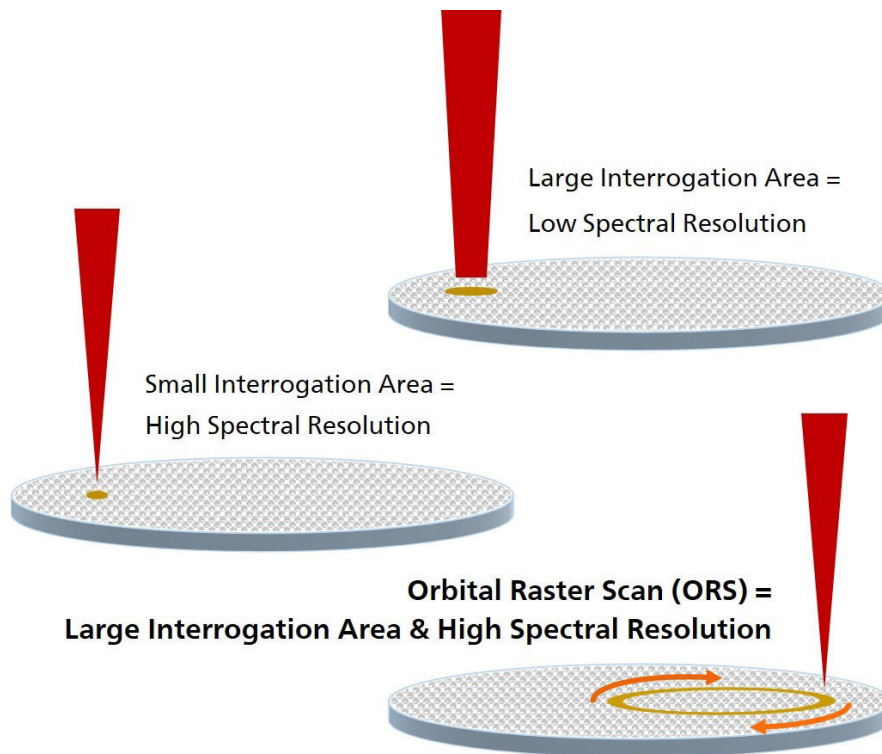 Large Interrogation Area =
Low Spectral Resolution
Small Interrogation Area =
High Spectral Resolution
Orbital Raster Scan (ORS) =
Large Interrogation Area & High Spectral Resolution